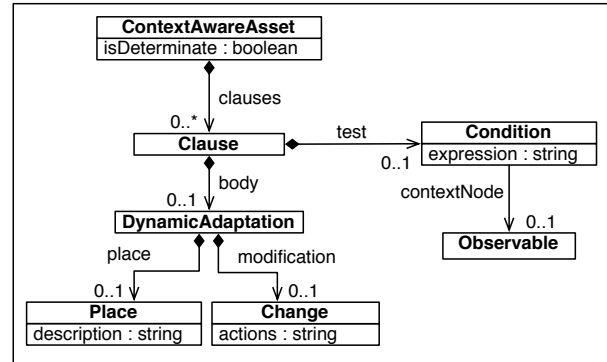 ContextAwareAsset
isDeterminate : boolean
clauses
0..*
Clause
test
0..1
Condition
expression : string
body
0..1
contextNode
0..1
DynamicAdaptation
Observable
place
modification
0..1
0..1
Place
description : string
Change
actions : string